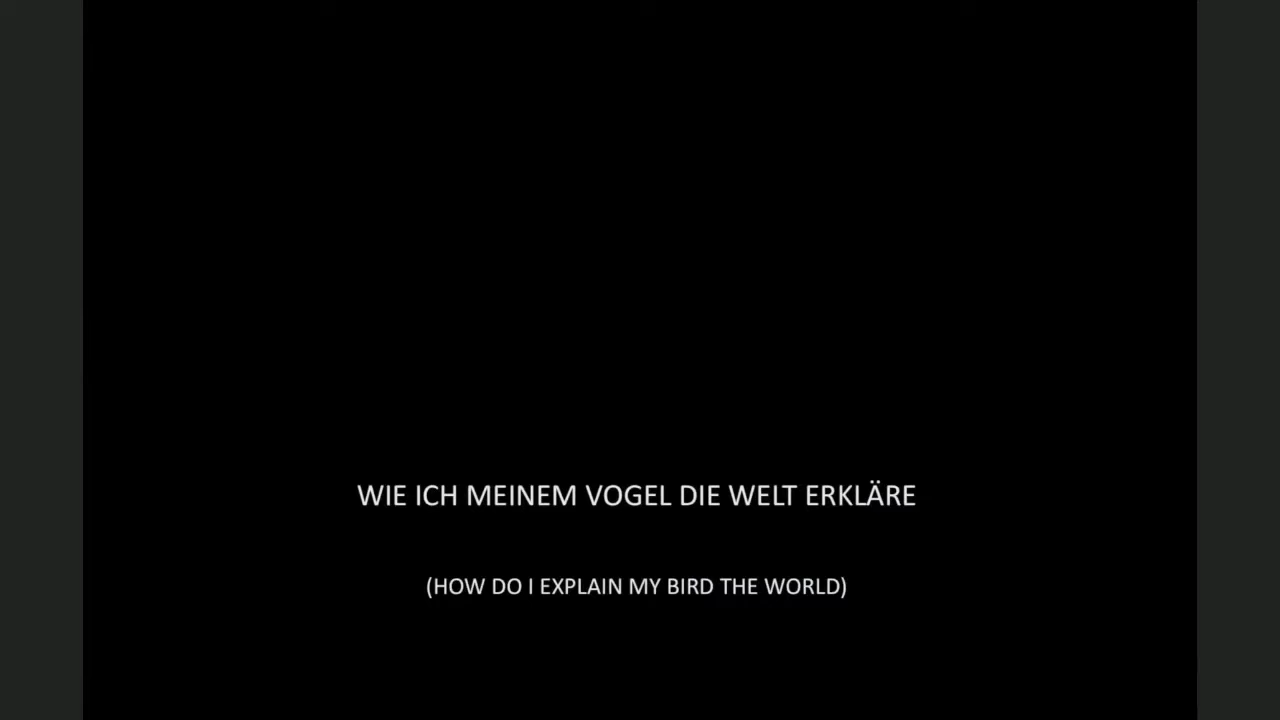 WIE ICH MEINEM VOGEL DIE WELT ERKLÄRE
(HOW DO I EXPLAIN MY BIRD THE WORLD)